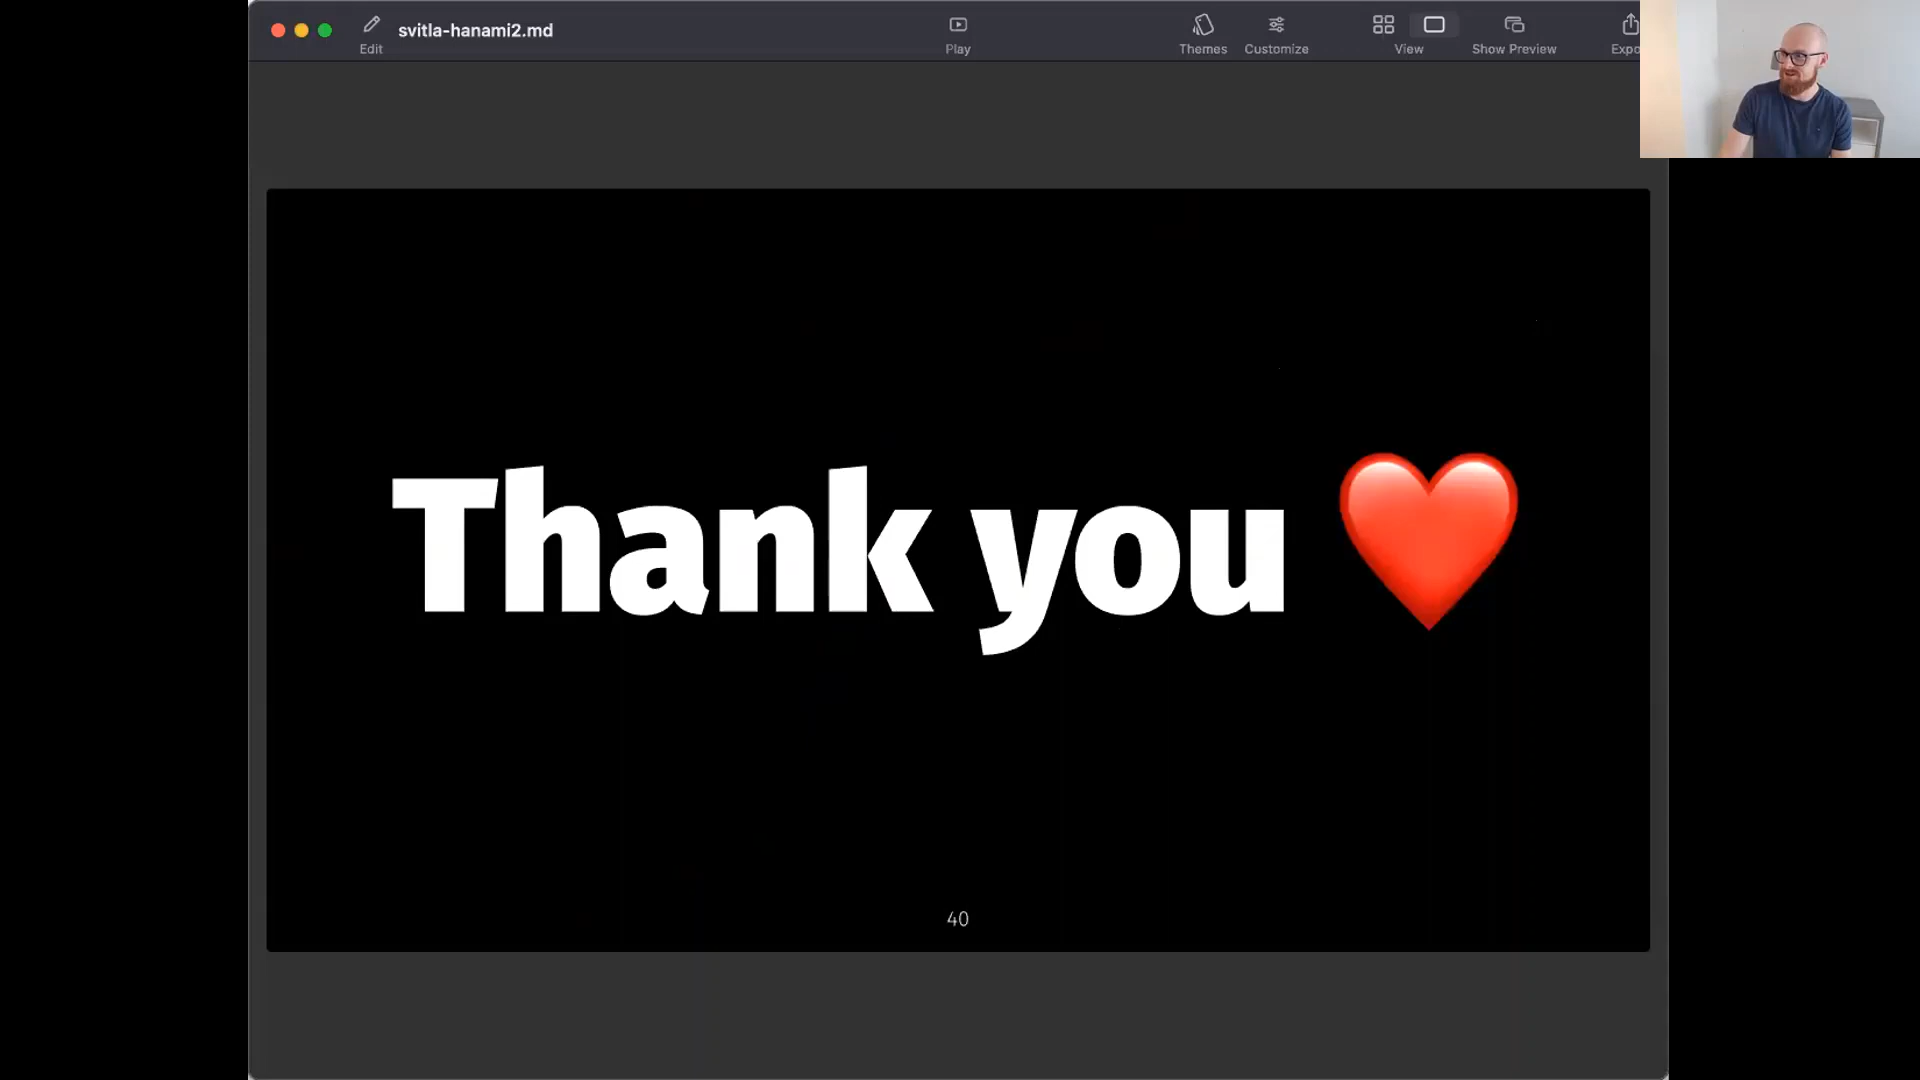 svitla-hanami2.md
Edit
Play
Themes
Customize
View
Show Preview
Expo
Thank you ❤️
40